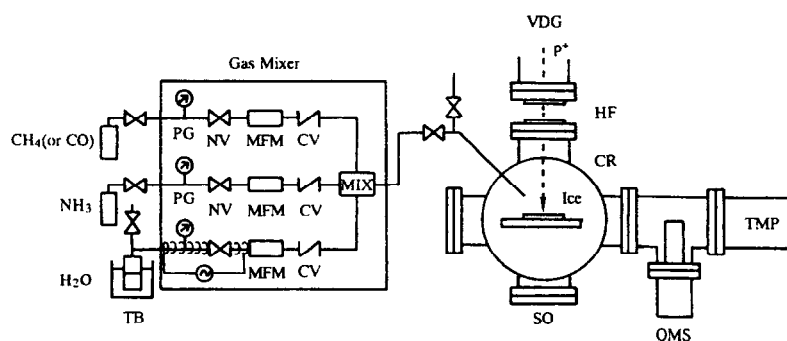 VDG
P+
Gas Mixer
HF
CH4(or CO)
PG
NV
MFM
CV
CR
MIX
NH3
PG
NV
MFM
CV
Ice
TMP
H2O
MFM
CV
TB
SO
QMS